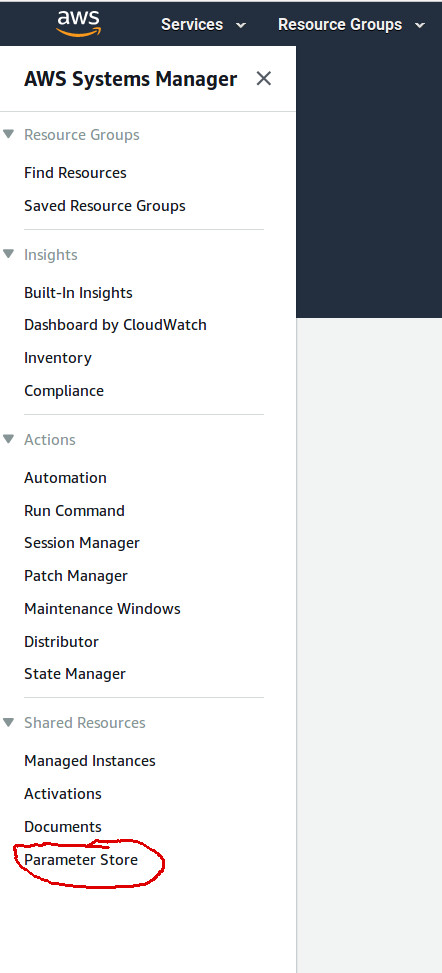 aws Services Resource Groups
AWS Systems Manager
Resource Groups
Find Resources
Saved Resource Groups
Insights
Built-In Insights
Dashboard by CloudWatch
Inventory
Compliance
Actions
Automation
Run Command
Session Manager
Patch Manager
Maintenance Windows
Distributor
State Manager
Shared Resources
Managed Instances
Activations
Documents
Parameter Store